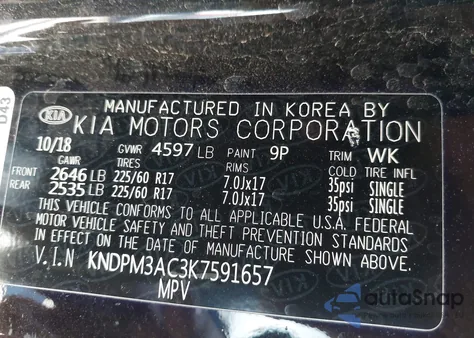 D43
MANUFACTURED IN KOREA BY
KIA KIA MOTORS CORPORATION
10/18 GVWR 4597 LB PAINT 9P TRIM WK
GAWR TIRES RIMS COLD TIRE INFL
FRONT 2646 LB 225/60 R17 7.0Jx17 35psi SINGLE
REAR 2535 LB 225/60 R17 7.0Jx17 35psi SINGLE
THIS VEHICLE CONFORMS TO ALL APPLICABLE U.S.A. FEDERAL
MOTOR VEHICLE SAFETY AND THEFT PREVENTION STANDARDS
IN EFFECT ON THE DATE OF MANUFACTURE SHOWN ABOVE.
V.I.N KNDPM3AC3K7591657
MPV
autoSnap